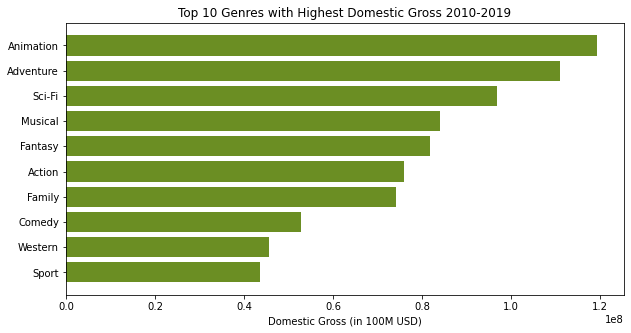 Top 10 Genres with Highest Domestic Gross 2010-2019
Animation
Adventure
Sci-Fi
Musical
Fantasy
Action
Family
Comedy
Western
Sport
0.0 0.2 0.4 0.6 0.8 1.0 1.2
1e8
Domestic Gross (in 100M USD)